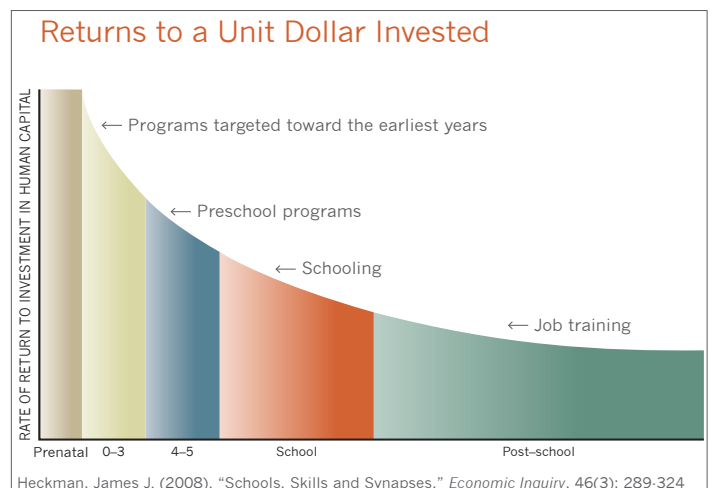 Returns to a Unit Dollar Invested
RATE OF RETURN TO INVESTMENT IN HUMAN CAPITAL
← Programs targeted toward the earliest years
← Preschool programs
← Schooling
← Job training
Prenatal 0–3 4–5 School Post–school
Heckman, James J. (2008). “Schools, Skills and Synapses,” Economic Inquiry, 46(3): 289-324